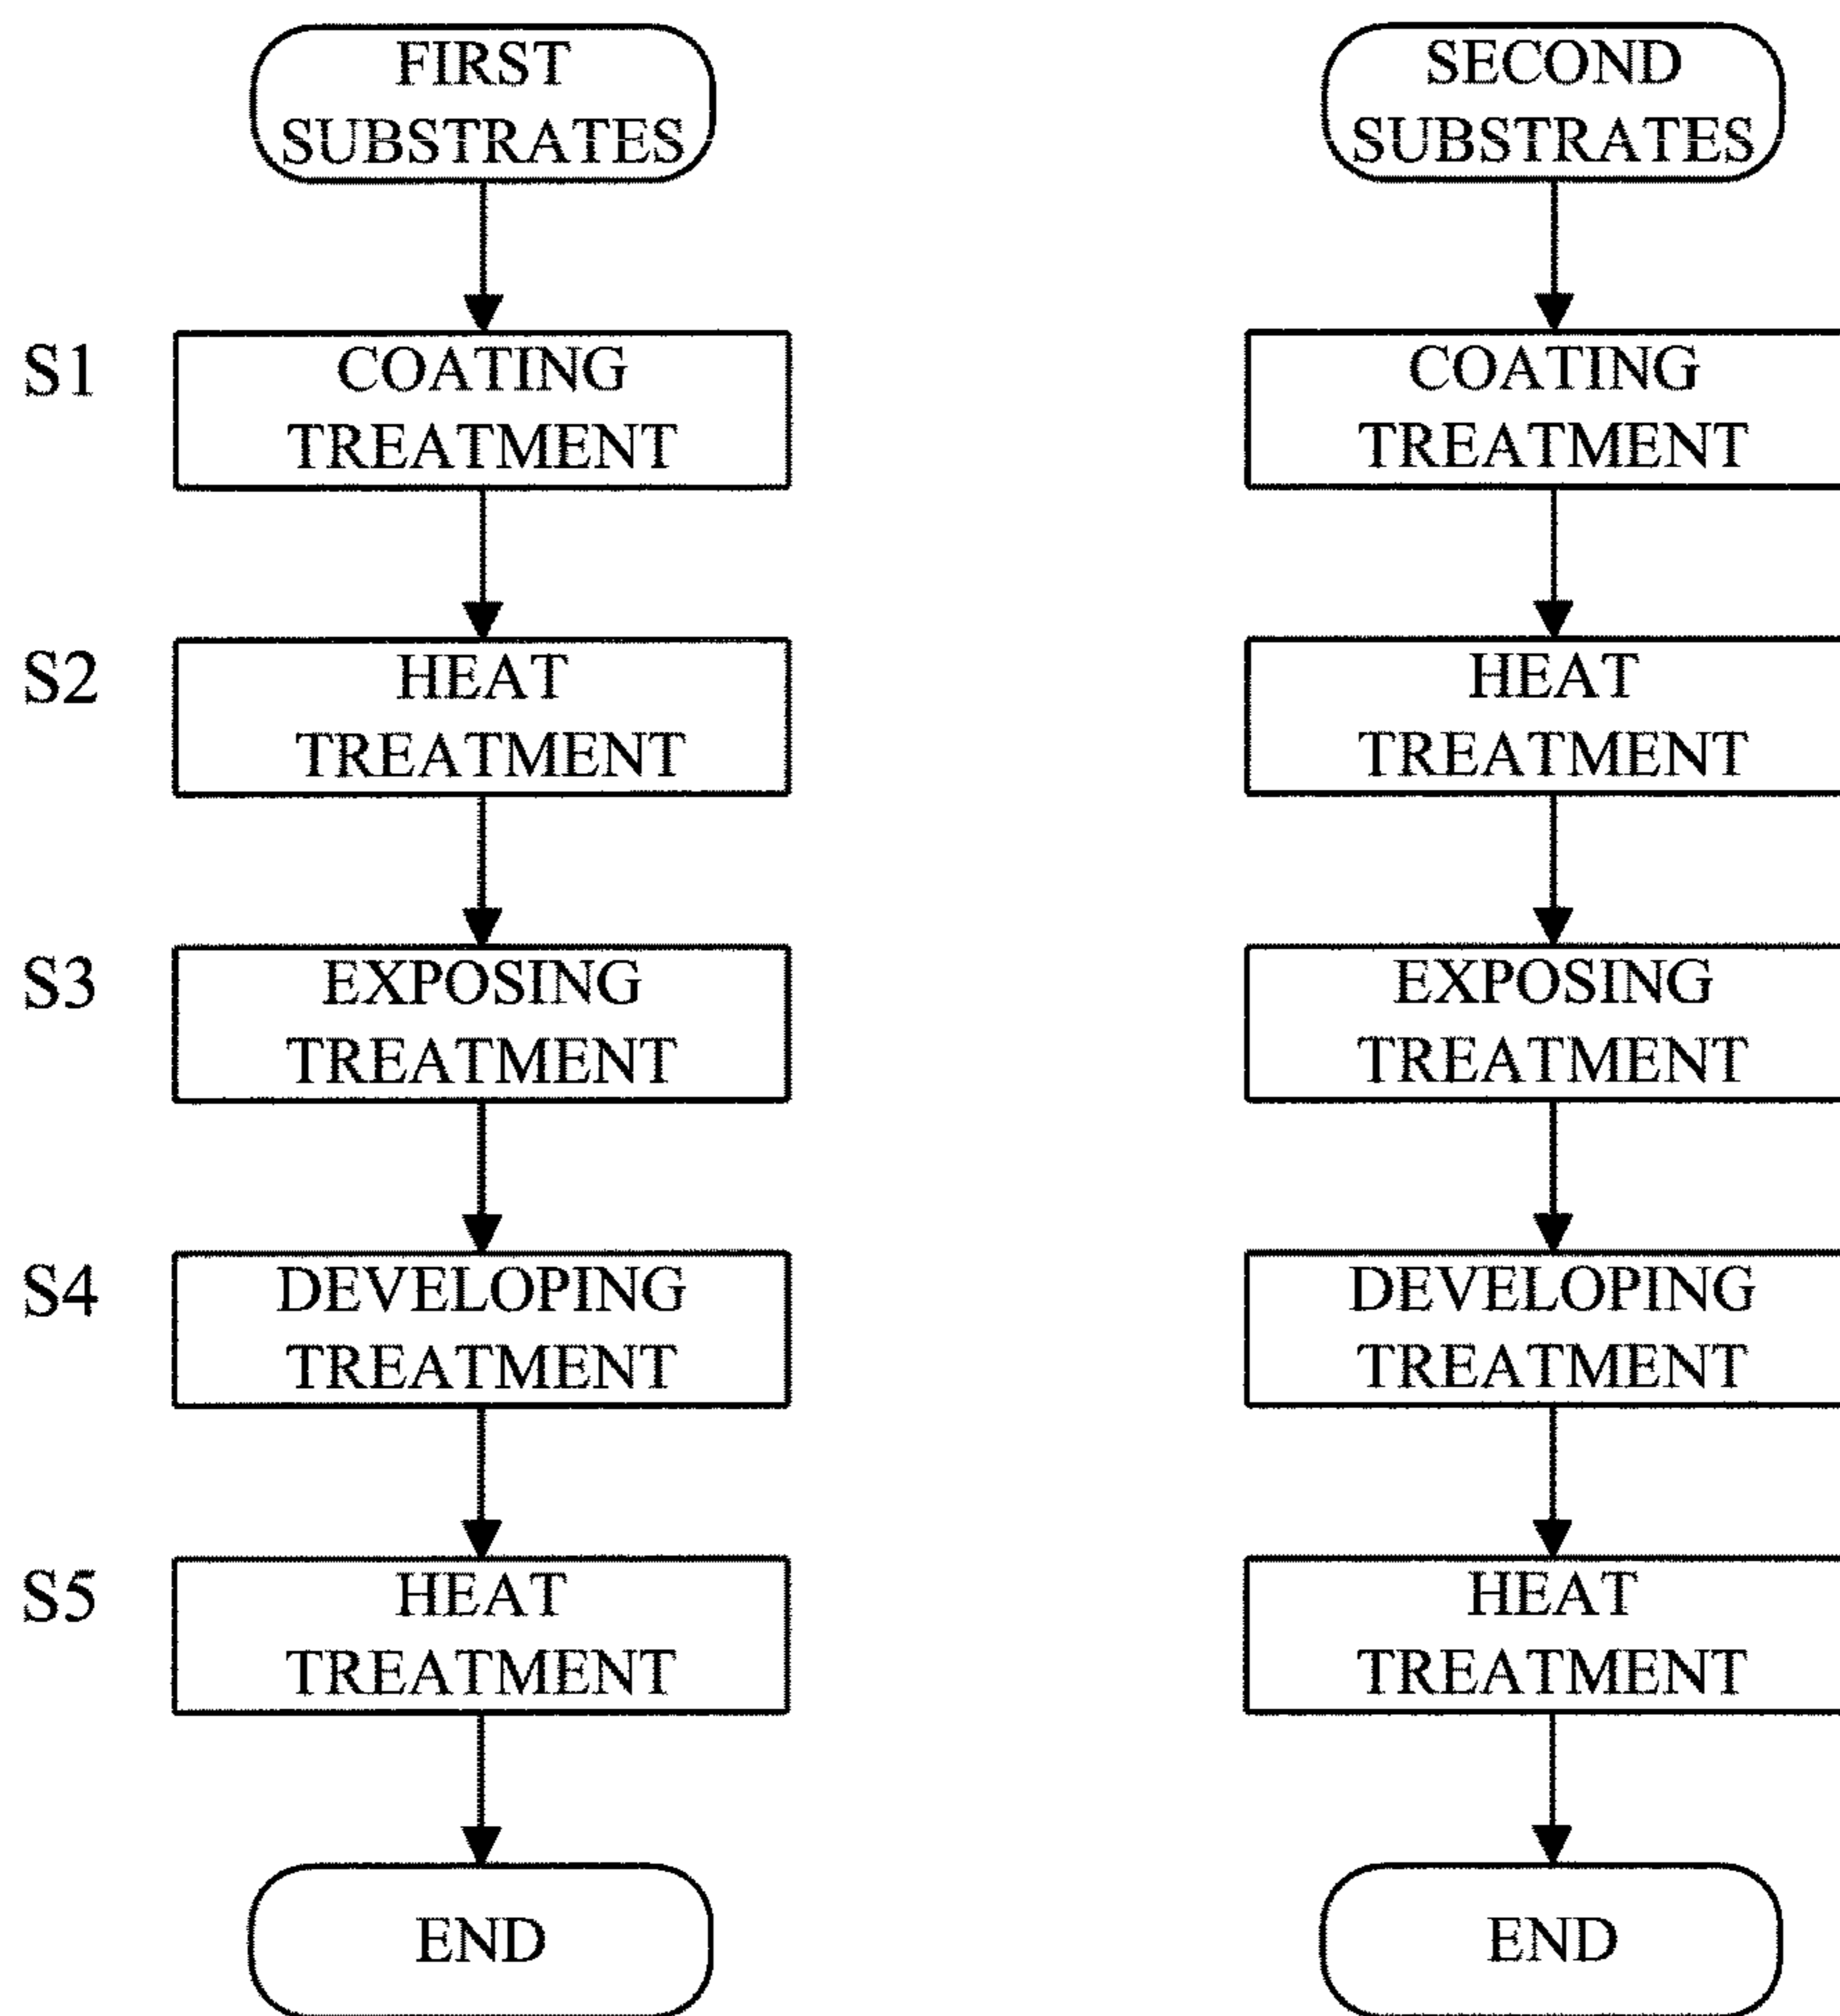 FIRST
SUBSTRATES
S1
COATING
TREATMENT
S2
HEAT
TREATMENT
S3
EXPOSING
TREATMENT
S4
DEVELOPING
TREATMENT
S5
HEAT
TREATMENT
END
SECOND
SUBSTRATES
COATING
TREATMENT
HEAT
TREATMENT
EXPOSING
TREATMENT
DEVELOPING
TREATMENT
HEAT
TREATMENT
END